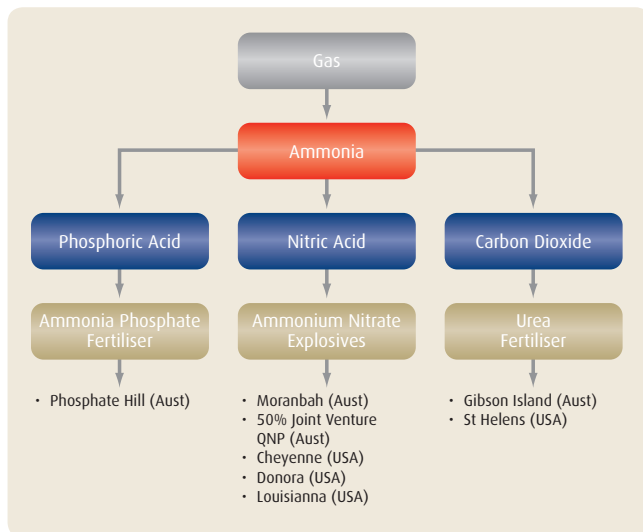 Gas
Ammonia
Phosphoric Acid
Nitric Acid
Carbon Dioxide
Ammonia Phosphate
Fertiliser
Ammonium Nitrate
Explosives
Urea
Fertiliser
• Phosphate Hill (Aust)
• Moranbah (Aust)
• 50% Joint Venture
QNP (Aust)
• Cheyenne (USA)
• Donora (USA)
• Louisianna (USA)
• Gibson Island (Aust)
• St Helens (USA)